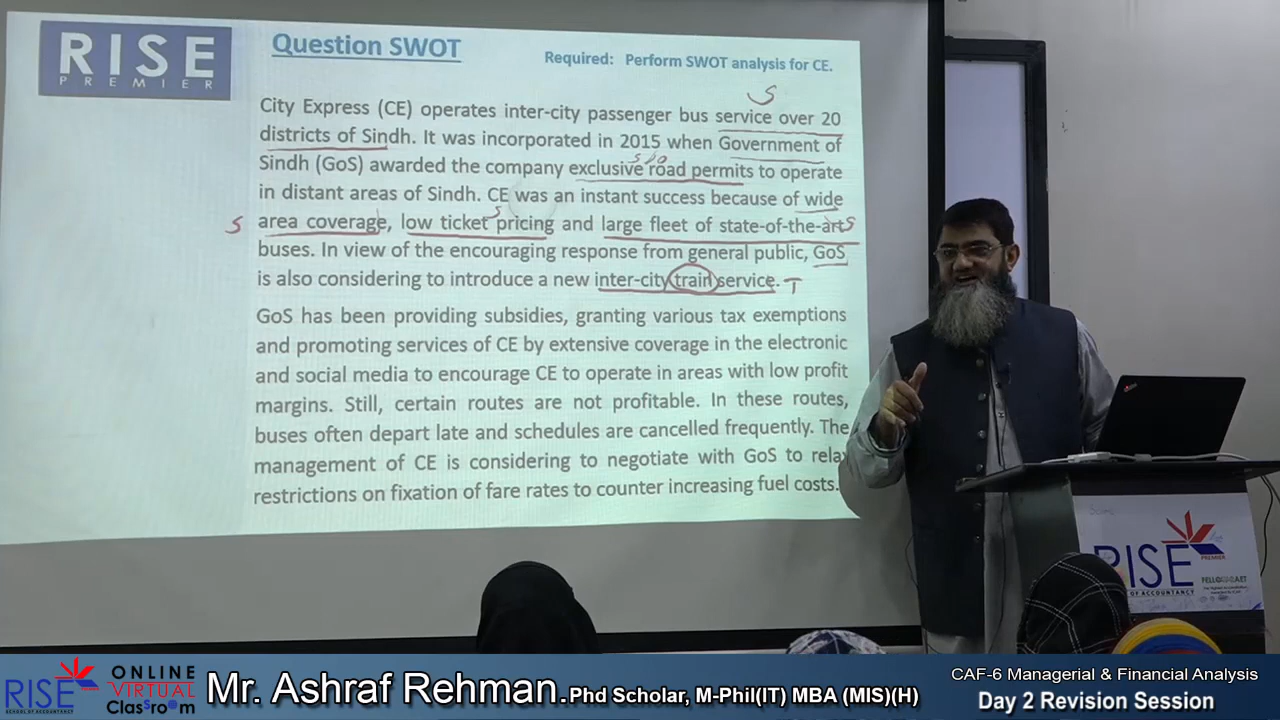 RISE
PREMIER
Question SWOT
Required: Perform SWOT analysis for CE.
S
City Express (CE) operates inter-city passenger bus service over 20
districts of Sindh. It was incorporated in 2015 when Government of
Sindh (GoS) awarded the company exclusive road permits to operate
in distant areas of Sindh. CE was an instant success because of wide
S area coverage, low ticket pricing and large fleet of state-of-the-art
buses. In view of the encouraging response from general public, GoS
is also considering to introduce a new inter-city train service. T
GoS has been providing subsidies, granting various tax exemptions
and promoting services of CE by extensive coverage in the electronic
and social media to encourage CE to operate in areas with low profit
margins. Still, certain routes are not profitable. In these routes,
buses often depart late and schedules are cancelled frequently. The
management of CE is considering to negotiate with GoS to relax
restrictions on fixation of fare rates to counter increasing fuel costs.
RISE
PREMIER
OF ACCOUNTANCY
RISE
SCHOOL OF ACCOUNTANCY
ONLINE
VIRTUAL
Classroom
Mr. Ashraf Rehman.Phd Scholar, M-Phil(IT) MBA (MIS)(H)
CAF-6 Managerial & Financial Analysis
Day 2 Revision Session